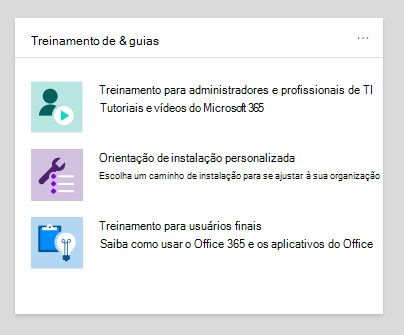 Treinamento de & guias
Treinamento para administradores e profissionais de TI
Tutoriais e vídeos do Microsoft 365
Orientação de instalação personalizada
Escolha um caminho de instalação para se ajustar à sua organização
Treinamento para usuários finais
Saiba como usar o Office 365 e os aplicativos do Office